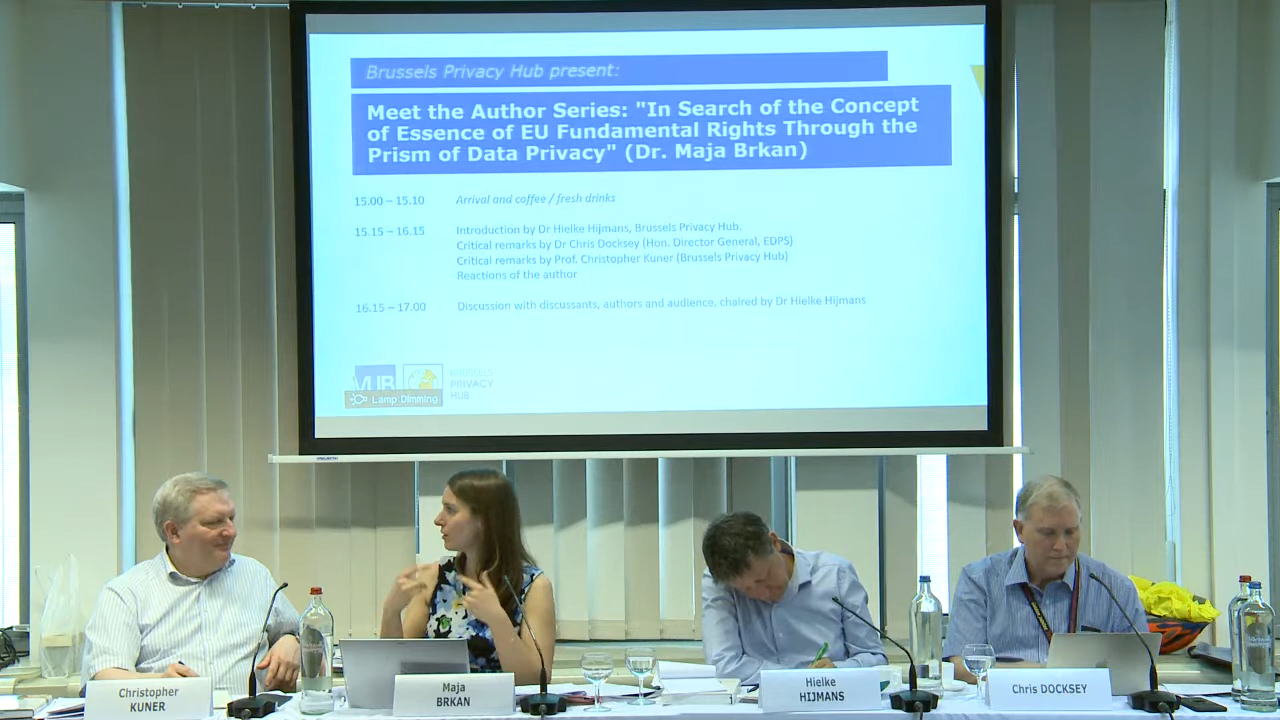 Brussels Privacy Hub present:
Meet the Author Series: "In Search of the Concept
of Essence of EU Fundamental Rights Through the
Prism of Data Privacy" (Dr. Maja Brkan)
15.00 – 15.10 Arrival and coffee / fresh drinks
15.15 – 16.15 Introduction by Dr Hielke Hijmans, Brussels Privacy Hub.
Critical remarks by Dr Chris Docksey (Hon. Director General, EDPS)
Critical remarks by Prof. Christopher Kuner (Brussels Privacy Hub)
Reactions of the author
16.15 – 17.00 Discussion with discussants, authors and audience, chaired by Dr Hielke Hijmans
VUB
BRUSSELS
PRIVACY
HUB
Lamp Dimming
Christopher
KUNER
Maja
BRKAN
Hielke
HIJMANS
Chris DOCKSEY